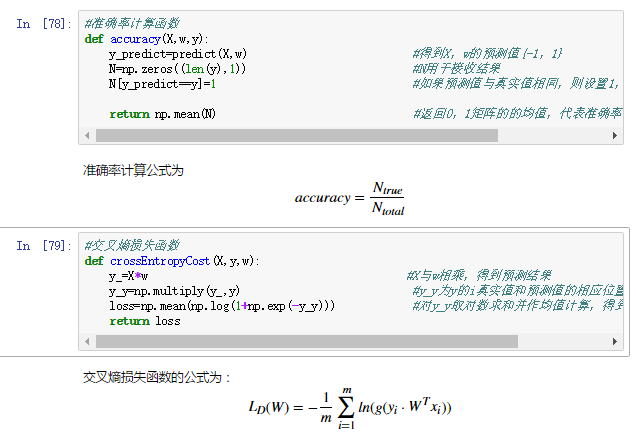 In [78]: #准确率计算函数
def accuracy(X,w,y):
y_predict=predict(X,w) #得到X, w的预测值{-1, 1}
N=np.zeros((len(y),1)) #N用于接收结果
N[y_predict==y]=1 #如果预测值与真实值相同，则设置1，
return np.mean(N) #返回0, 1矩阵的的均值，代表准确率
准确率计算公式为
accuracy = N_true / N_total
In [79]: #交叉熵损失函数
def crossEntropyCost(X,y,w):
y_=X*w #X与w相乘，得到预测结果
y_y=np.multiply(y_,y) #y_y为y的i真实值和预测值的相应位置
loss=np.mean(np.log(1+np.exp(-y_y))) #对y_y取对数求和并作均值计算，得到
return loss
交叉熵损失函数的公式为：
L_D(W) = -1/m ∑_{i=1}^{m} ln(g(y_i · W^T x_i))